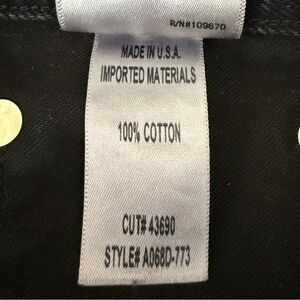 R/N#109670
MADE IN U.S.A.
IMPORTED MATERIALS
100% COTTON
CUT# 43690
STYLE# A068D-773